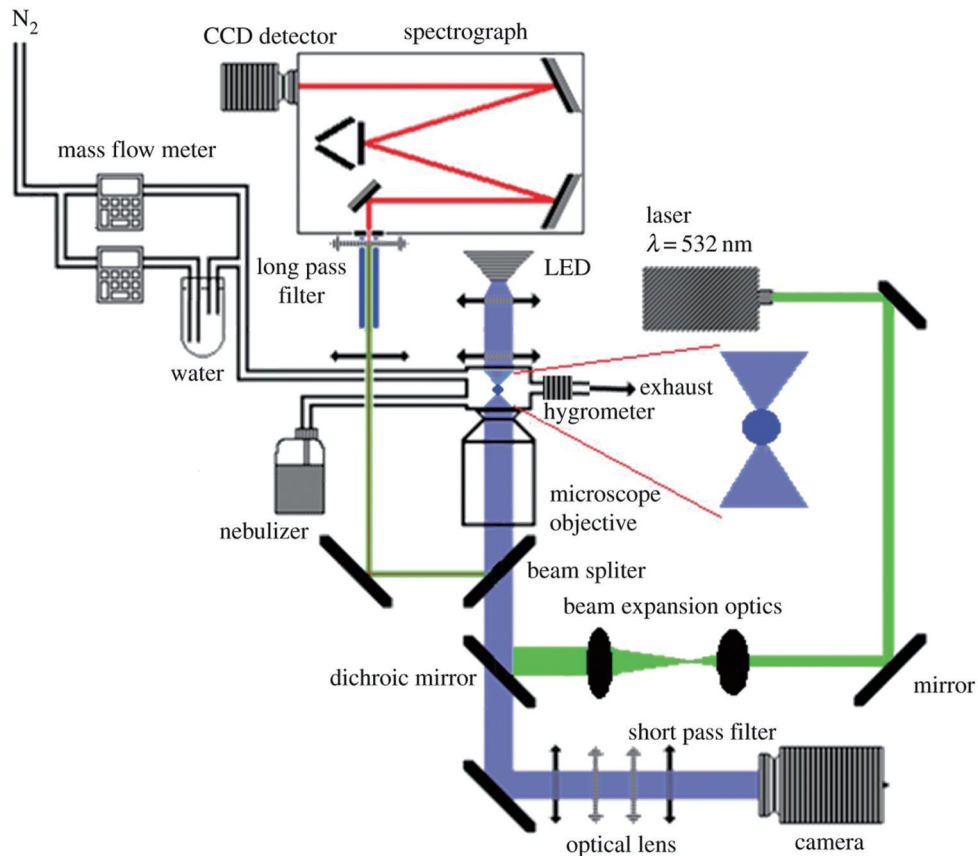 N₂
CCD detector
spectrograph
mass flow meter
long pass
filter
LED
laser
λ = 532 nm
water
exhaust
hygrometer
nebulizer
microscope
objective
beam spliter
beam expansion optics
dichroic mirror
mirror
short pass filter
optical lens
camera